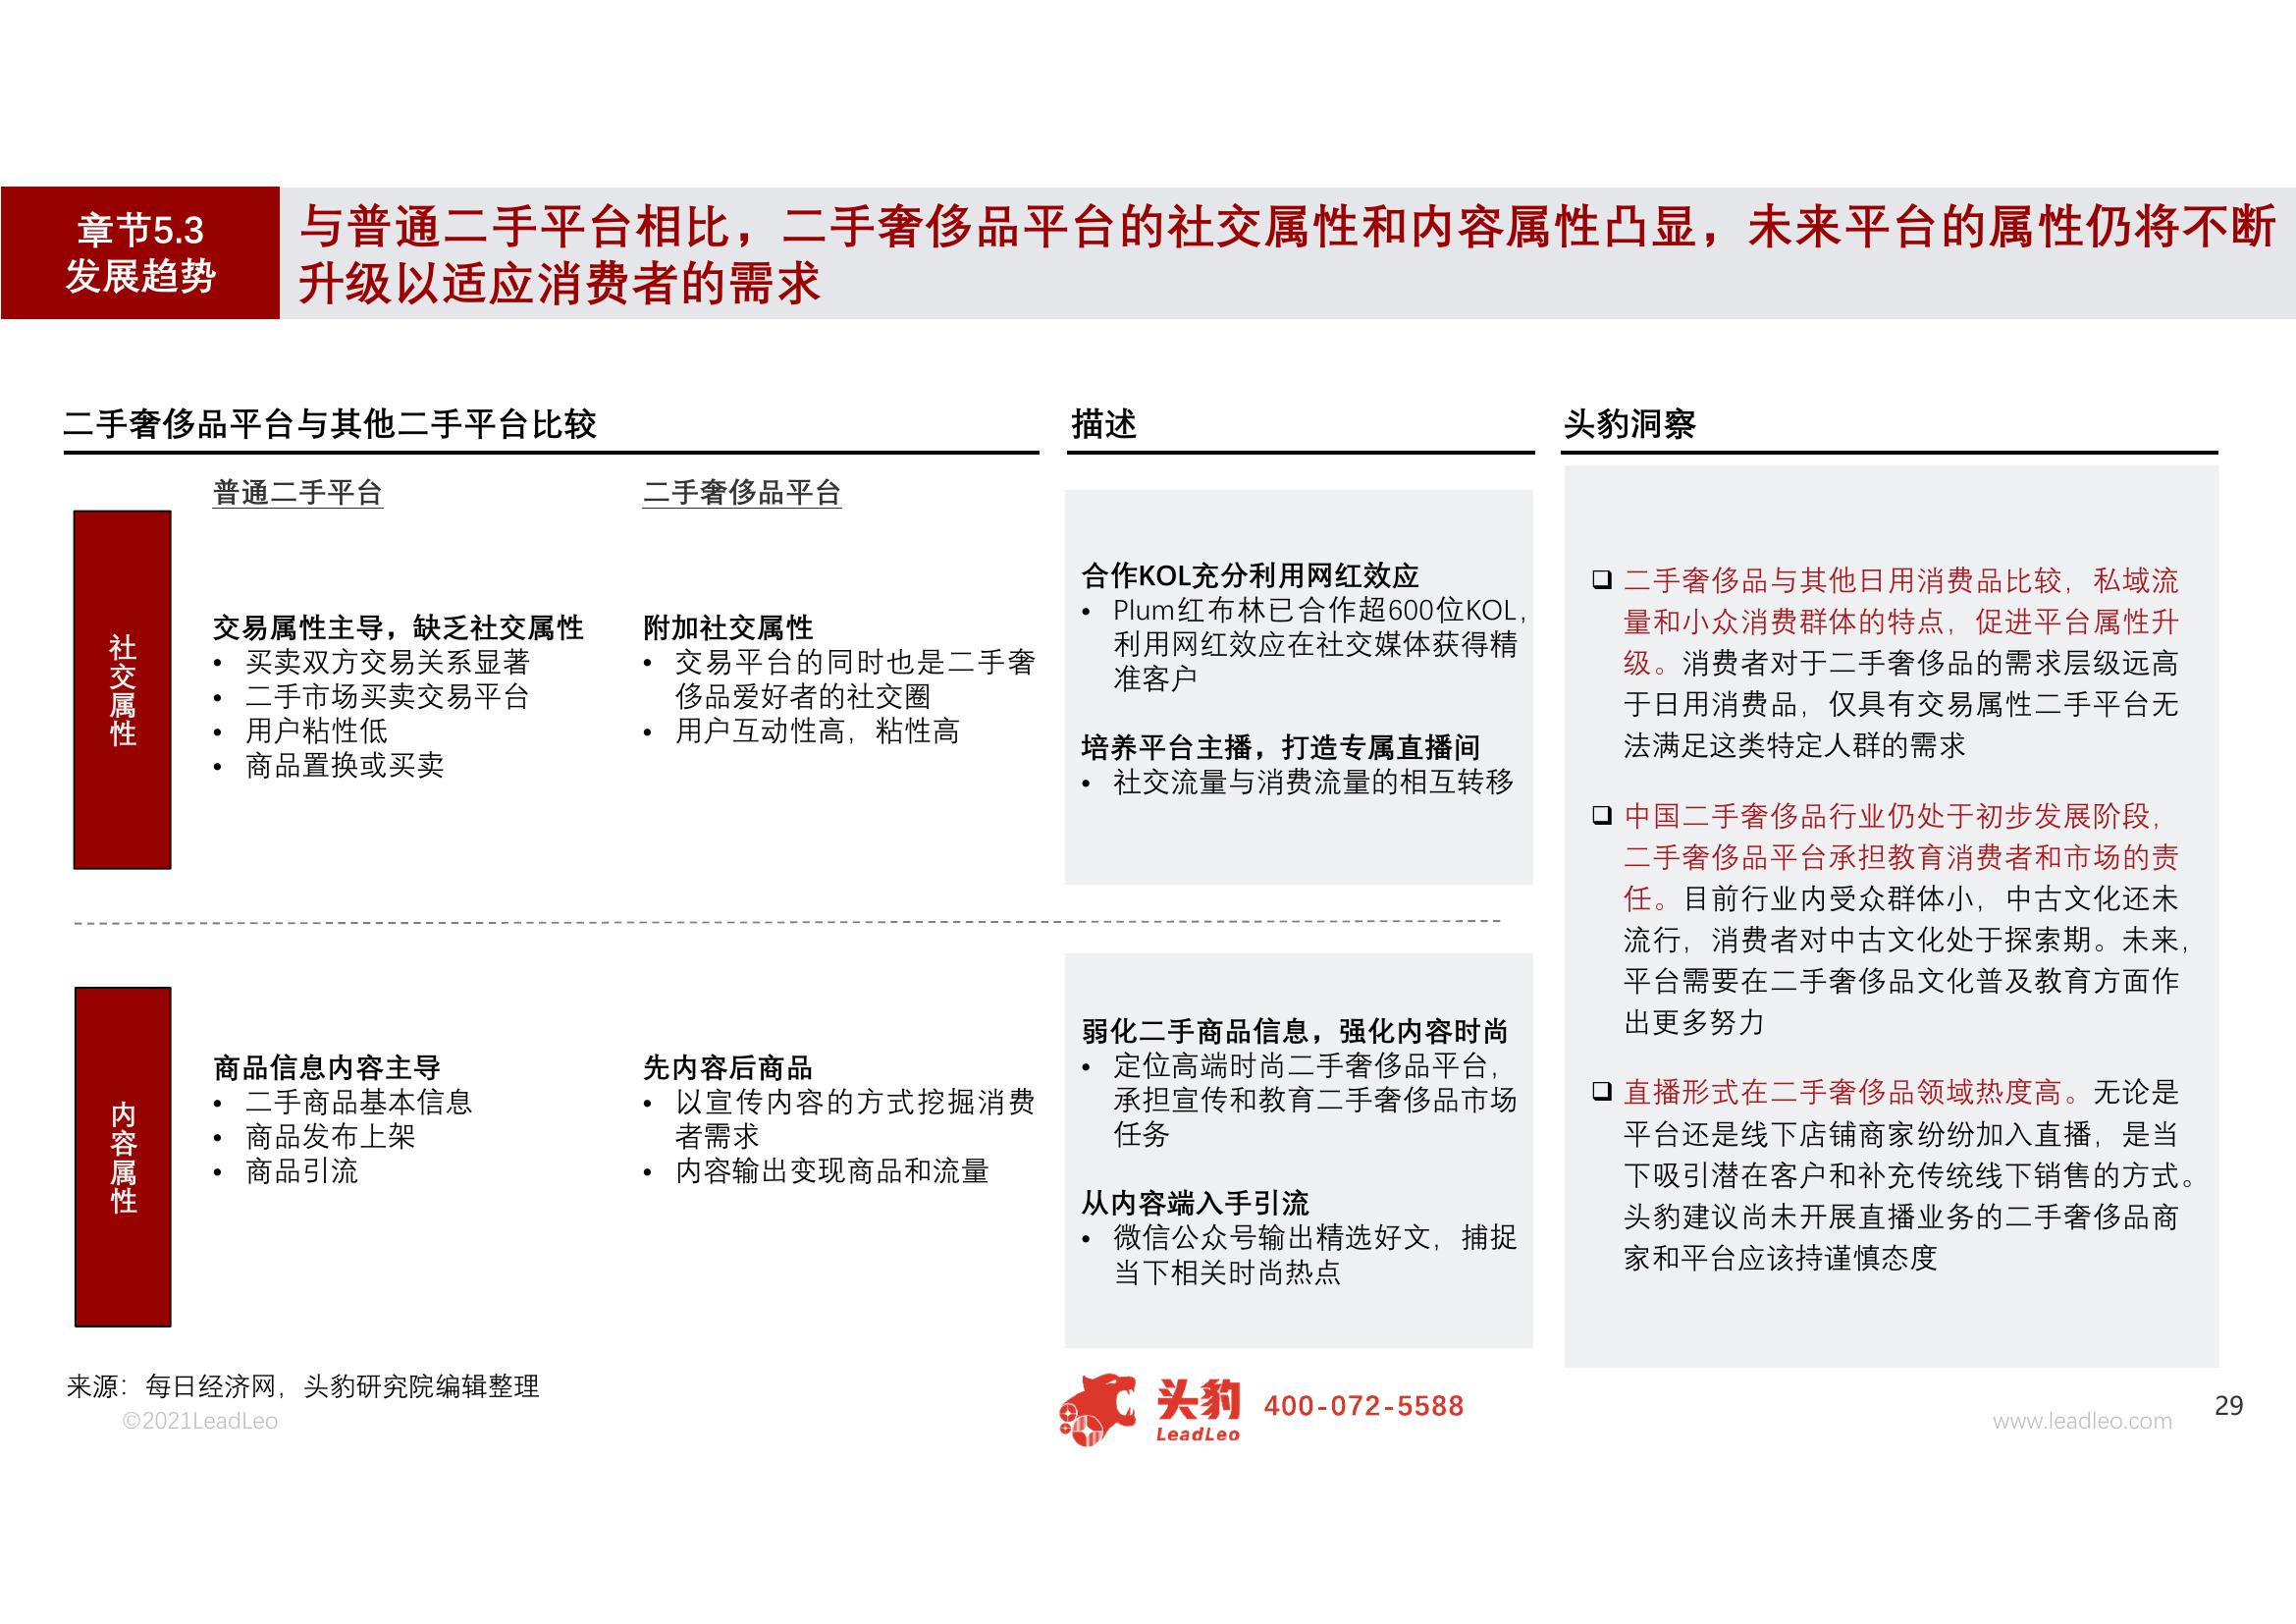 章节5.3
发展趋势
与普通二手平台相比，二手奢侈品平台的社交属性和内容属性凸显，未来平台的属性仍将不断
升级以适应消费者的需求
二手奢侈品平台与其他二手平台比较
普通二手平台
二手奢侈品平台
社交属性
交易属性主导，缺乏社交属性
• 买卖双方交易关系显著
• 二手市场买卖交易平台
• 用户粘性低
• 商品置换或买卖
附加社交属性
• 交易平台的同时也是二手奢
侈品爱好者的社交圈
• 用户互动性高，粘性高
内容属性
商品信息内容主导
• 二手商品基本信息
• 商品发布上架
• 商品引流
先内容后商品
• 以宣传内容的方式挖掘消费
者需求
• 内容输出变现商品和流量
描述
合作KOL充分利用网红效应
• Plum红布林已合作超600位KOL，
利用网红效应在社交媒体获得精
准客户
培养平台主播，打造专属直播间
• 社交流量与消费流量的相互转移
弱化二手商品信息，强化内容时尚
• 定位高端时尚二手奢侈品平台，
承担宣传和教育二手奢侈品市场
任务
从内容端入手引流
• 微信公众号输出精选好文，捕捉
当下相关时尚热点
头豹洞察
❑ 二手奢侈品与其他日用消费品比较，私域流
量和小众消费群体的特点，促进平台属性升
级。消费者对于二手奢侈品的需求层级远高
于日用消费品，仅具有交易属性二手平台无
法满足这类特定人群的需求
❑ 中国二手奢侈品行业仍处于初步发展阶段，
二手奢侈品平台承担教育消费者和市场的责
任。目前行业内受众群体小，中古文化还未
流行，消费者对中古文化处于探索期。未来，
平台需要在二手奢侈品文化普及教育方面作
出更多努力
❑ 直播形式在二手奢侈品领域热度高。无论是
平台还是线下店铺商家纷纷加入直播，是当
下吸引潜在客户和补充传统线下销售的方式。
头豹建议尚未开展直播业务的二手奢侈品商
家和平台应该持谨慎态度
来源：每日经济网，头豹研究院编辑整理
©2021LeadLeo
头豹
LeadLeo
400-072-5588
www.leadleo.com
29